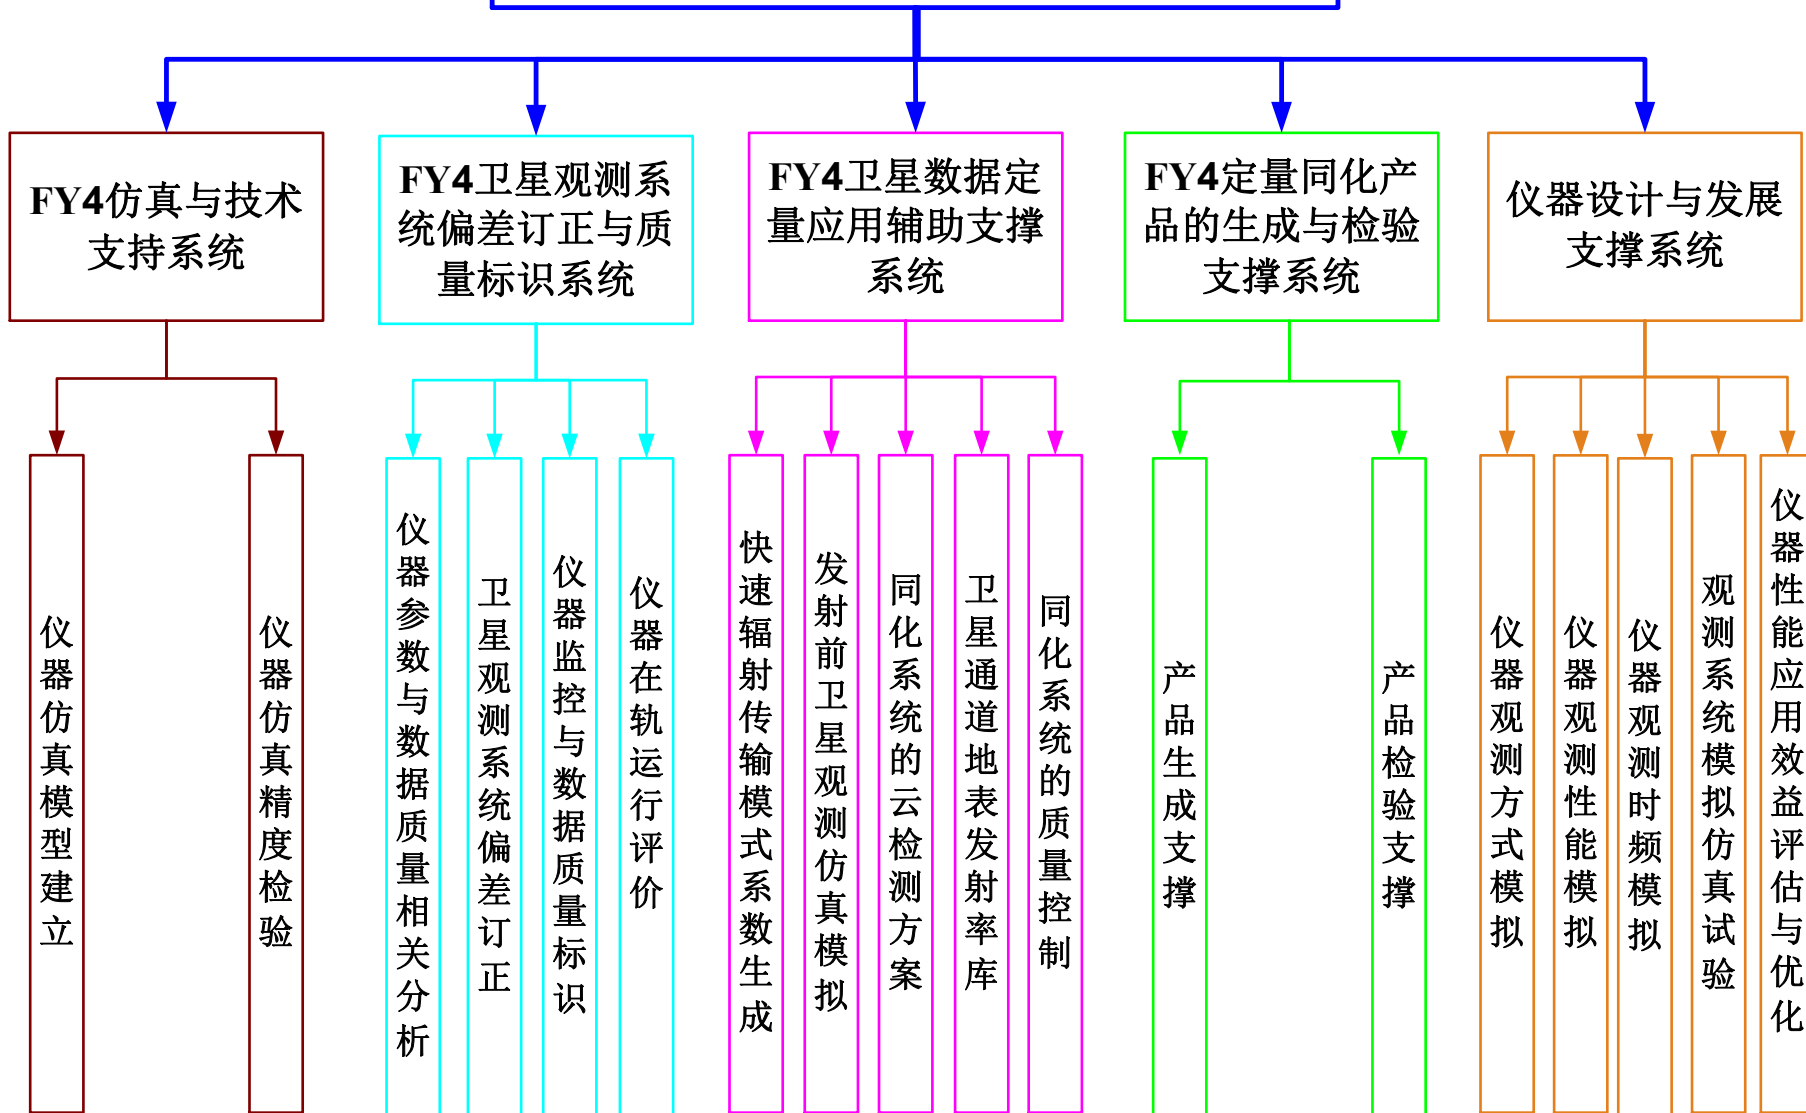 FY4仿真与技术
支持系统
FY4卫星观测系
统偏差订正与质
量标识系统
FY4卫星数据定
量应用辅助支撑
系统
FY4定量同化产
品的生成与检验
支撑系统
仪器设计与发展
支撑系统
仪器仿真模型建立
仪器仿真精度检验
仪器参数与数据质量相关分析
卫星观测系统偏差订正
仪器监控与数据质量标识
仪器在轨运行评价
快速辐射传输模式系数生成
发射前卫星观测仿真模拟
同化系统的云检测方案
卫星通道地表发射率库
同化系统的质量控制
产品生成支撑
产品检验支撑
仪器观测方式模拟
仪器观测性能模拟
仪器观测时频模拟
观测系统模拟仿真试验
仪器性能应用效益评估与优化